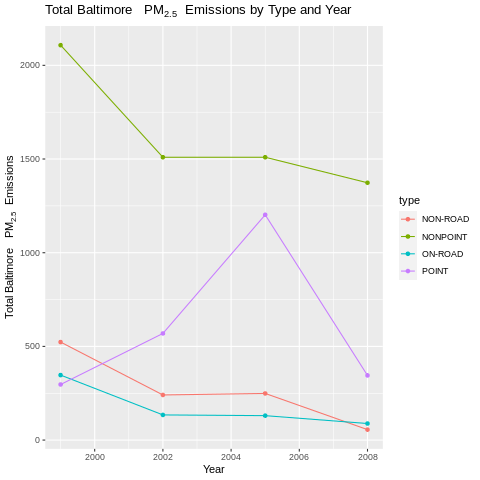 Total Baltimore PM2.5 Emissions by Type and Year
Total Baltimore PM2.5 Emissions
2000
1500
1000
500
0
2000 2002 2004 2006 2008
Year
type
NON-ROAD
NONPOINT
ON-ROAD
POINT